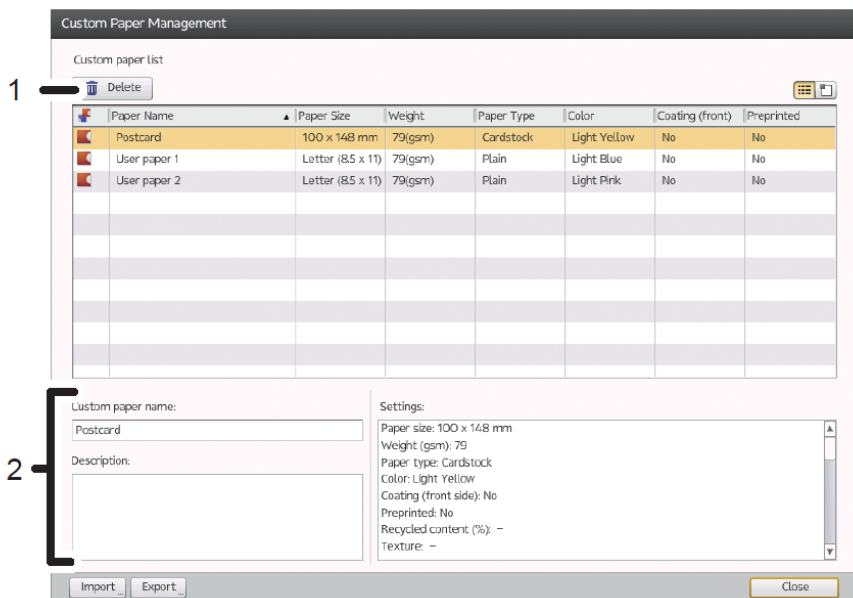 Custom Paper Management
Custom paper list
1
Delete
Paper Name ▲ Paper Size Weight Paper Type Color Coating (front) Preprinted
Postcard 100 x 148 mm 79(gsm) Cardstock Light Yellow No No
User paper 1 Letter (8.5 x 11) 79(gsm) Plain Light Blue No No
User paper 2 Letter (8.5 x 11) 79(gsm) Plain Light Pink No No
2
Custom paper name:
Postcard
Description:
Settings:
Paper size: 100 x 148 mm
Weight (gsm): 79
Paper type: Cardstock
Color: Light Yellow
Coating (front side): No
Preprinted: No
Recycled content (%): –
Texture: –
Import... Export... Close